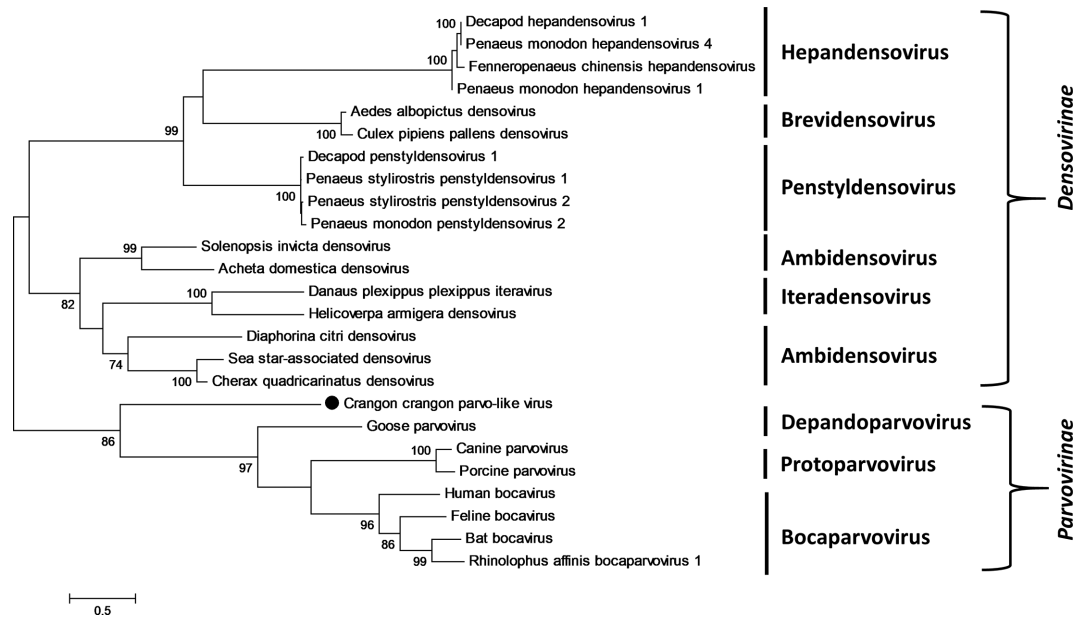 Decapod hepandensovirus 1
100
Penaeus monodon hepandensovirus 4
Hepandensovirus
100
Fenneropenaeus chinensis hepandensovirus
Penaeus monodon hepandensovirus 1
Aedes albopictus densovirus
Brevidensovirus
100
Culex pipiens pallens densovirus
99
Decapod penstyldensovirus 1
Penaeus stylirostris penstyldensovirus 1
Penstyldensovirus
100
Penaeus stylirostris penstyldensovirus 2
Penaeus monodon penstyldensovirus 2
Densovirinae
Solenopsis invicta densovirus
99
Ambidensovirus
Acheta domestica densovirus
82
Danaus plexippus plexippus iteravirus
100
Iteradensovirus
Helicoverpa armigera densovirus
Diaphorina citri densovirus
74
Sea star-associated densovirus
Ambidensovirus
100
Cherax quadricarinatus densovirus
Crangon crangon parvo-like virus
86
Goose parvovirus
Depandoparvovirus
97
Canine parvovirus
100
Protoparvovirus
Porcine parvovirus
Parvovirinae
Human bocavirus
96
Feline bocavirus
86
Bocaparvovirus
Bat bocavirus
99
Rhinolophus affinis bocaparvovirus 1
0.5